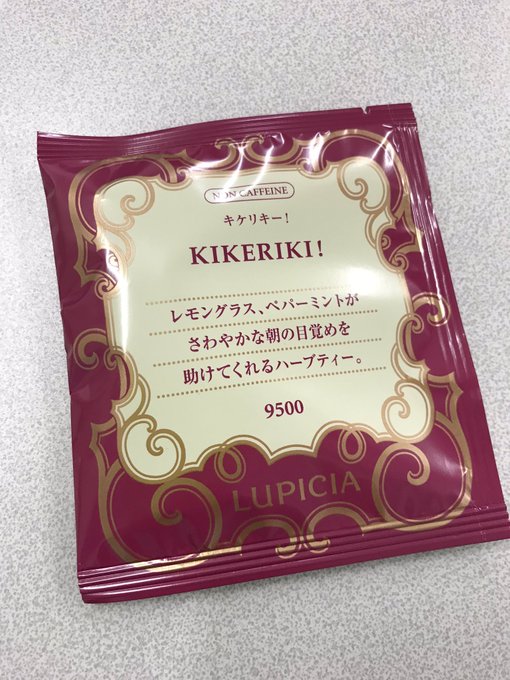 NON CAFFEINE
キケリキー!
KIKERIKI!
レモングラス、ペパーミントが
さわやかな朝の目覚めを
助けてくれるハーブティー。
9500
LUPICIA